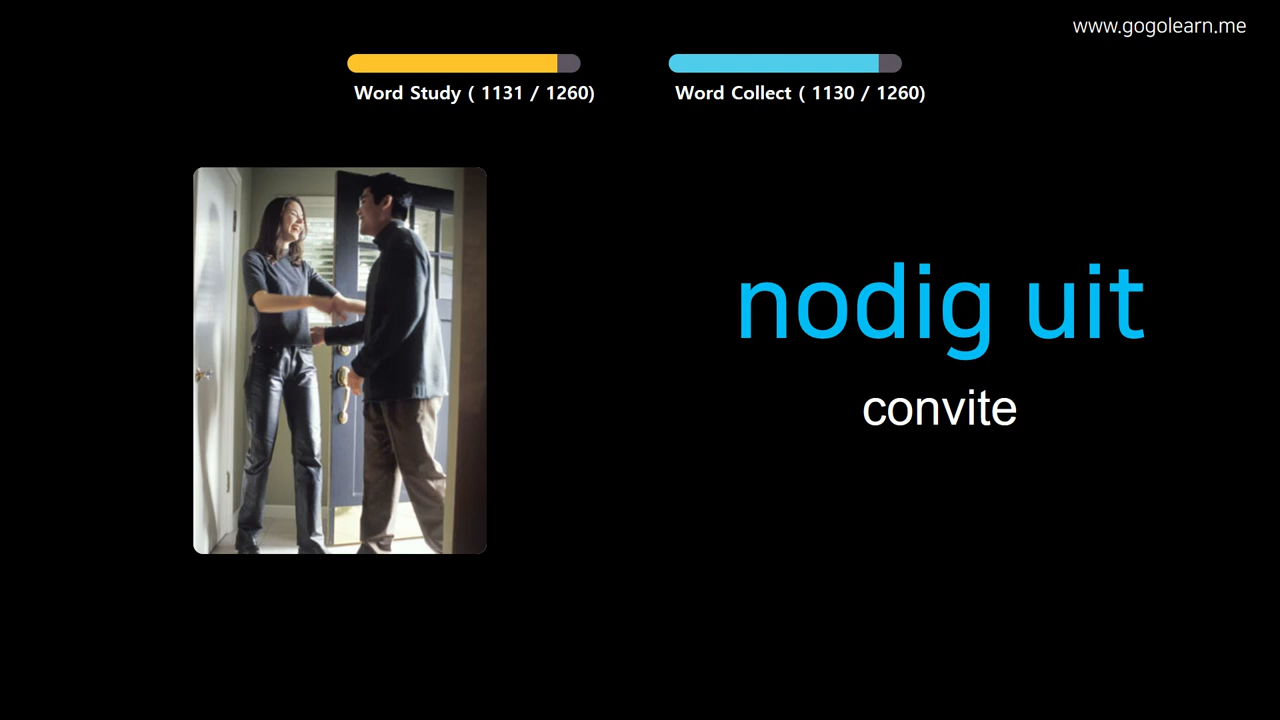 www.gogolearn.me
Word Study ( 1131 / 1260)
Word Collect ( 1130 / 1260)
nodig uit
convite